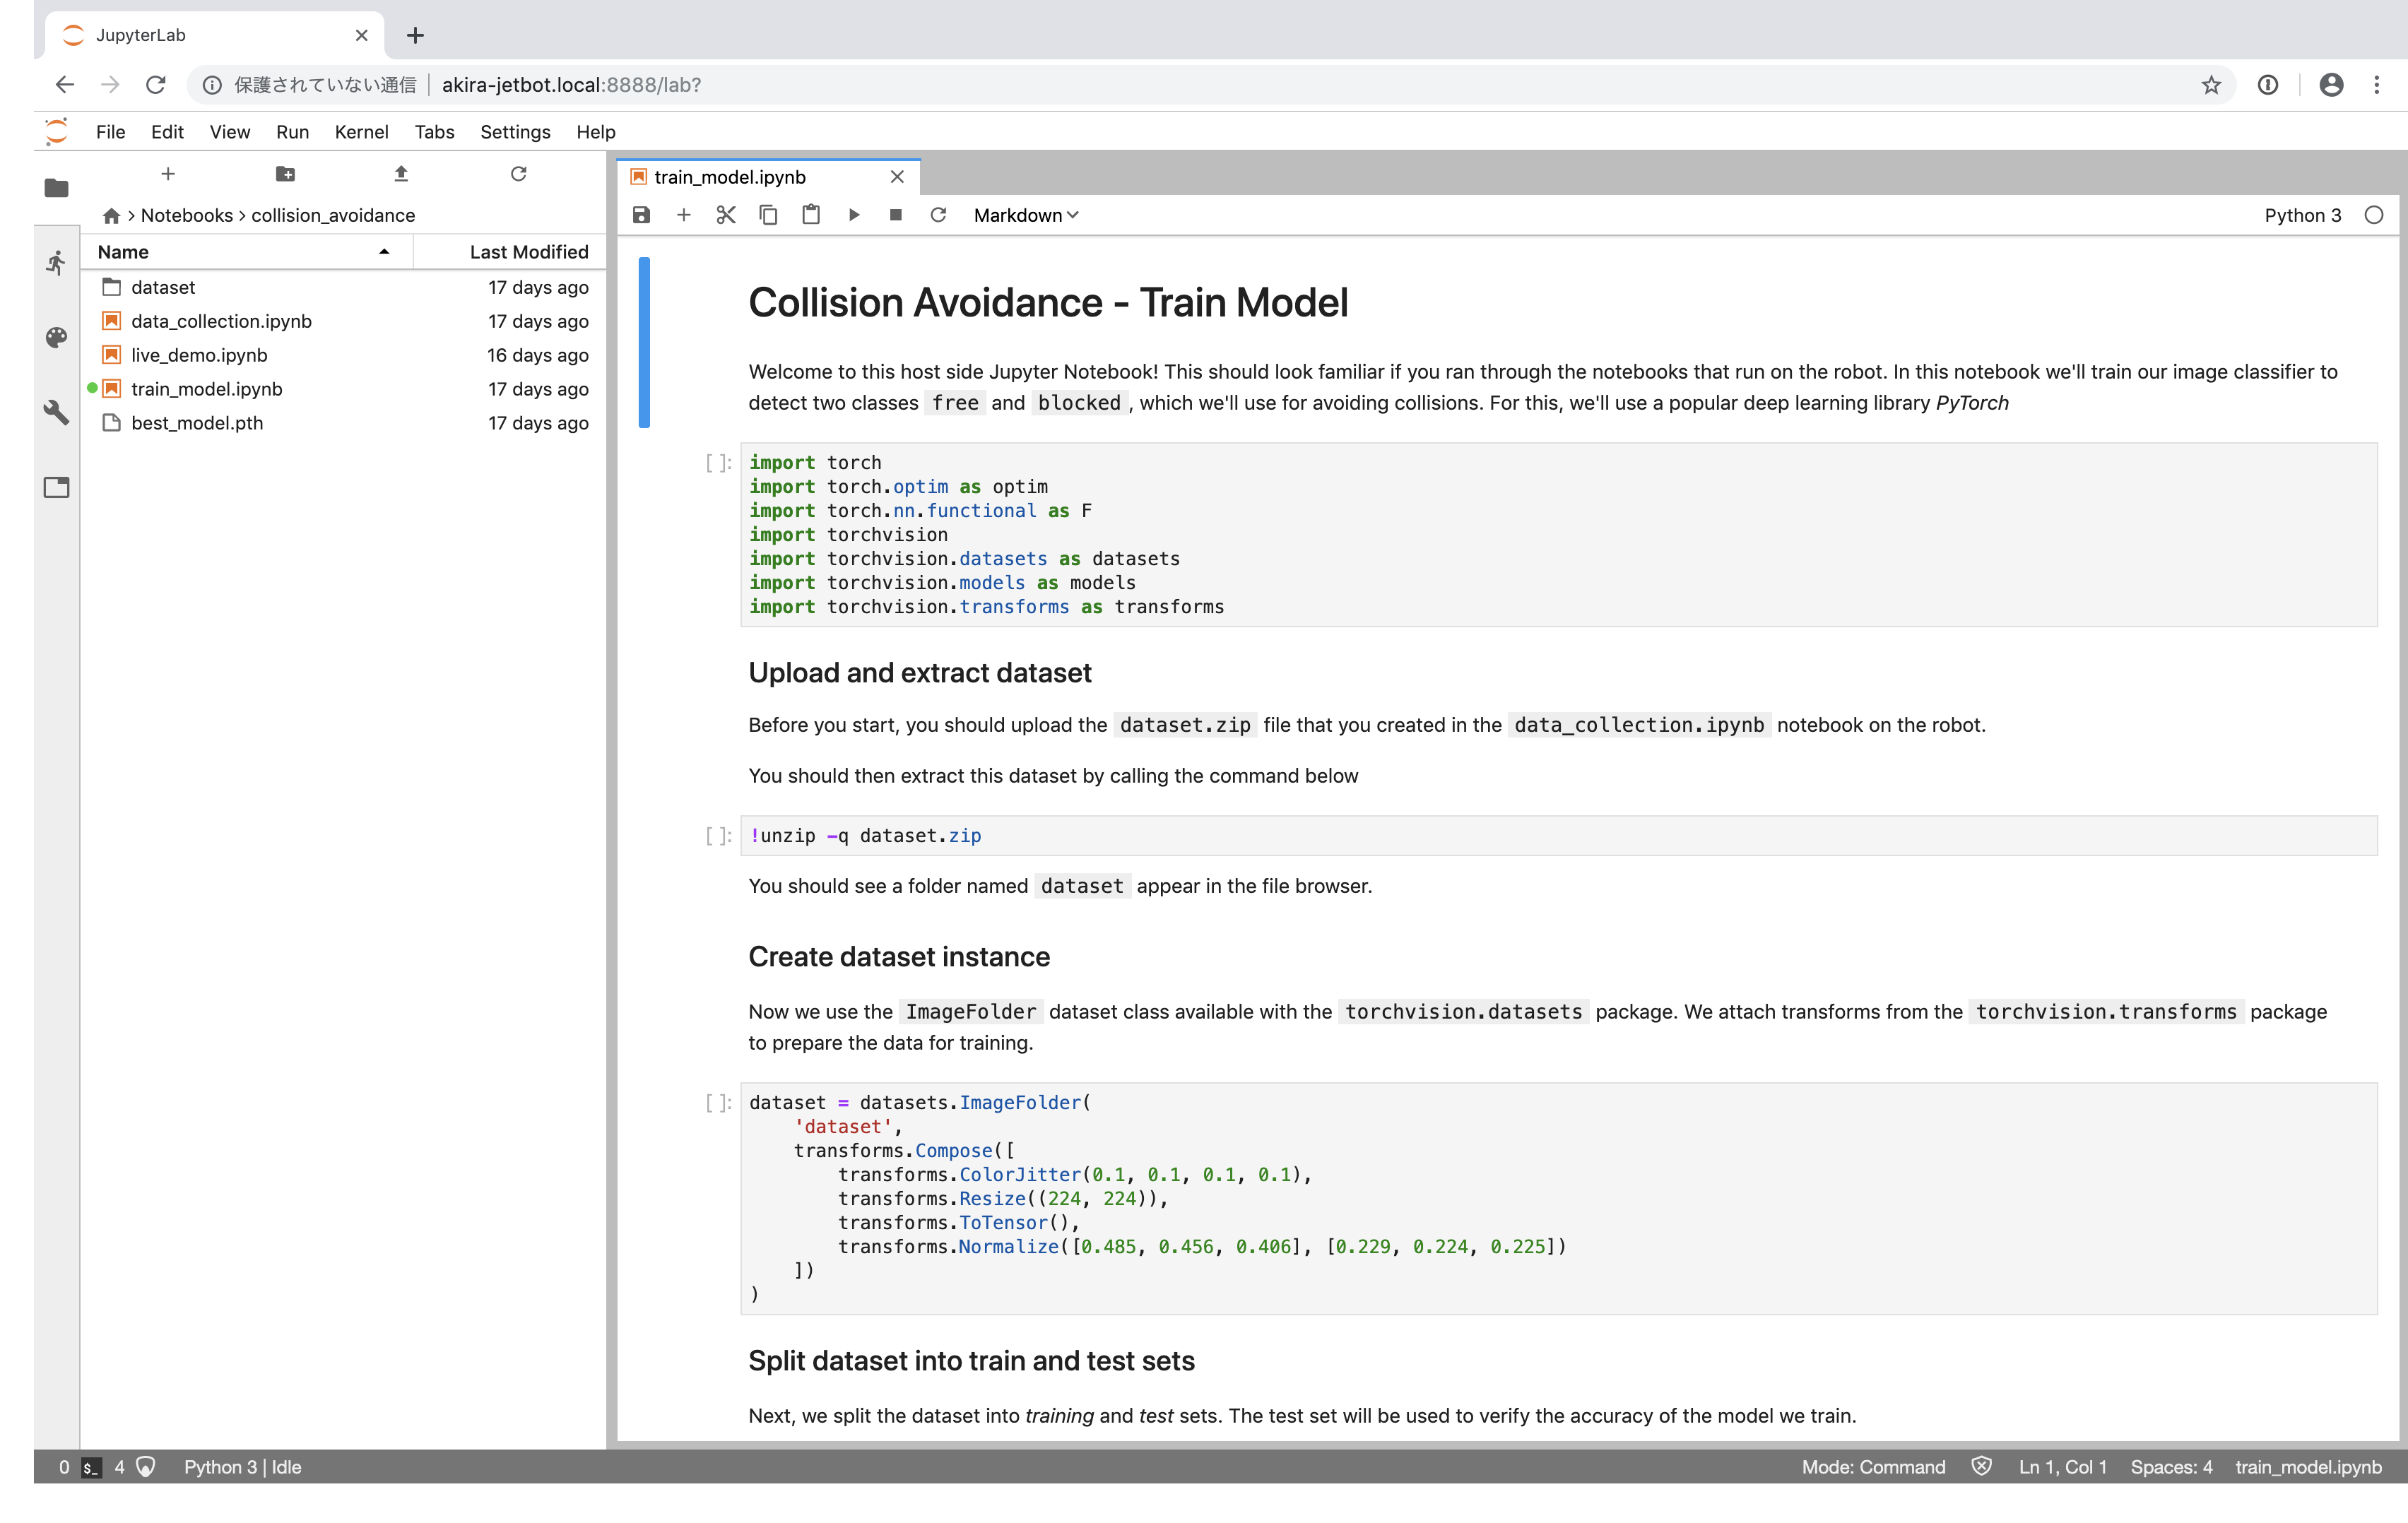 JupyterLab
保護されていない通信 akira-jetbot.local:8888/lab?
File Edit View Run Kernel Tabs Settings Help
Notebooks > collision_avoidance
Name Last Modified
dataset 17 days ago
data_collection.ipynb 17 days ago
live_demo.ipynb 16 days ago
train_model.ipynb 17 days ago
best_model.pth 17 days ago
train_model.ipynb
Markdown Python 3
Collision Avoidance - Train Model
Welcome to this host side Jupyter Notebook! This should look familiar if you ran through the notebooks that run on the robot. In this notebook we'll train our image classifier to
detect two classes free and blocked , which we'll use for avoiding collisions. For this, we'll use a popular deep learning library PyTorch
[ ]: import torch
import torch.optim as optim
import torch.nn.functional as F
import torchvision
import torchvision.datasets as datasets
import torchvision.models as models
import torchvision.transforms as transforms
Upload and extract dataset
Before you start, you should upload the dataset.zip file that you created in the data_collection.ipynb notebook on the robot.
You should then extract this dataset by calling the command below
[ ]: !unzip -q dataset.zip
You should see a folder named dataset appear in the file browser.
Create dataset instance
Now we use the ImageFolder dataset class available with the torchvision.datasets package. We attach transforms from the torchvision.transforms package
to prepare the data for training.
[ ]: dataset = datasets.ImageFolder(
    'dataset',
    transforms.Compose([
        transforms.ColorJitter(0.1, 0.1, 0.1, 0.1),
        transforms.Resize((224, 224)),
        transforms.ToTensor(),
        transforms.Normalize([0.485, 0.456, 0.406], [0.229, 0.224, 0.225])
    ])
)
Split dataset into train and test sets
Next, we split the dataset into training and test sets. The test set will be used to verify the accuracy of the model we train.
0 $_ 4 Python 3 | Idle Mode: Command Ln 1, Col 1 Spaces: 4 train_model.ipynb